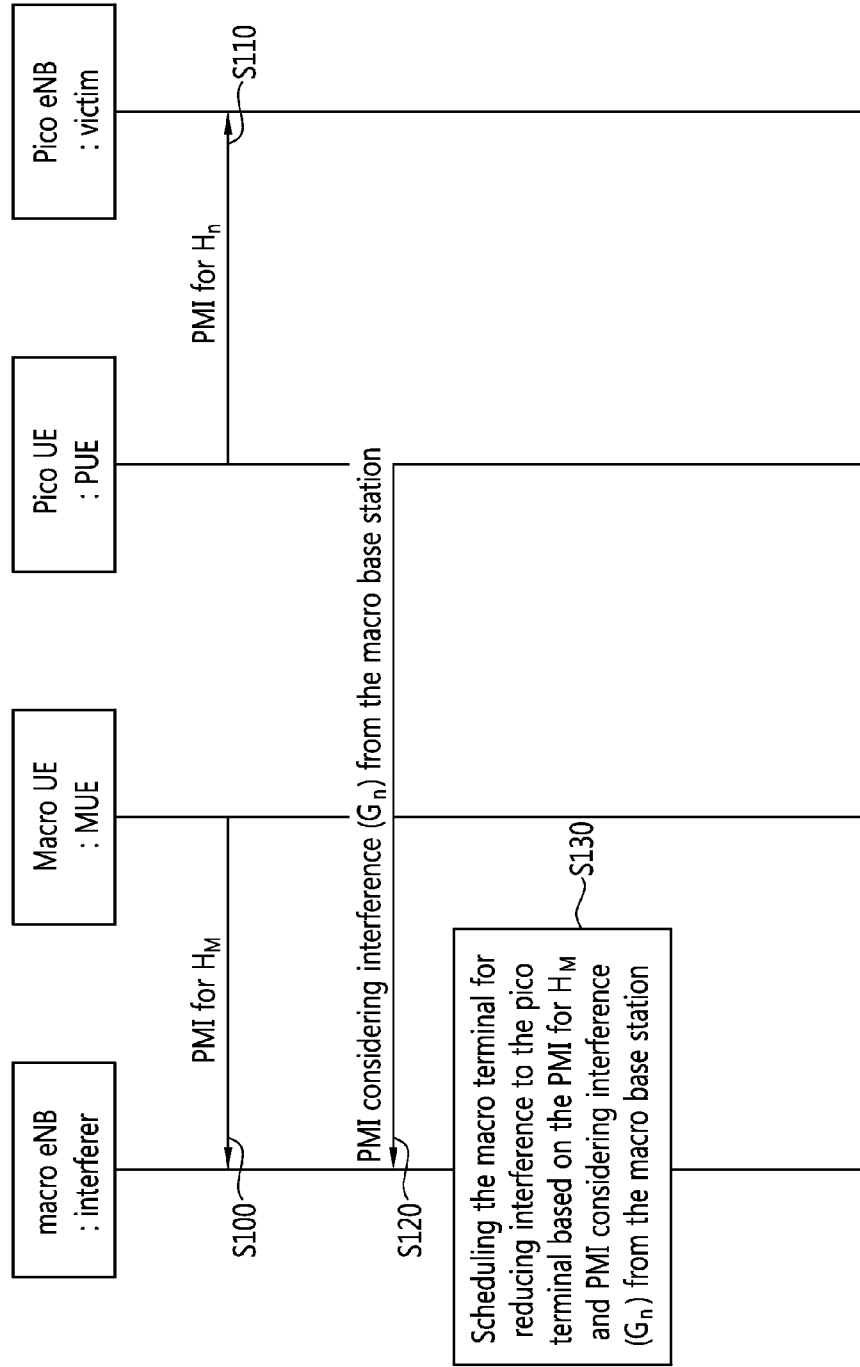 macro eNB
: interferer
Macro UE
: MUE
Pico UE
: PUE
Pico eNB
: victim
PMI for HM
S100
PMI for Hn
S110
PMI considering interference (Gn) from the macro base station
S120
Scheduling the macro terminal for
reducing interference to the pico
terminal based on the PMI for HM
and PMI considering interference
(Gn) from the macro base station
S130